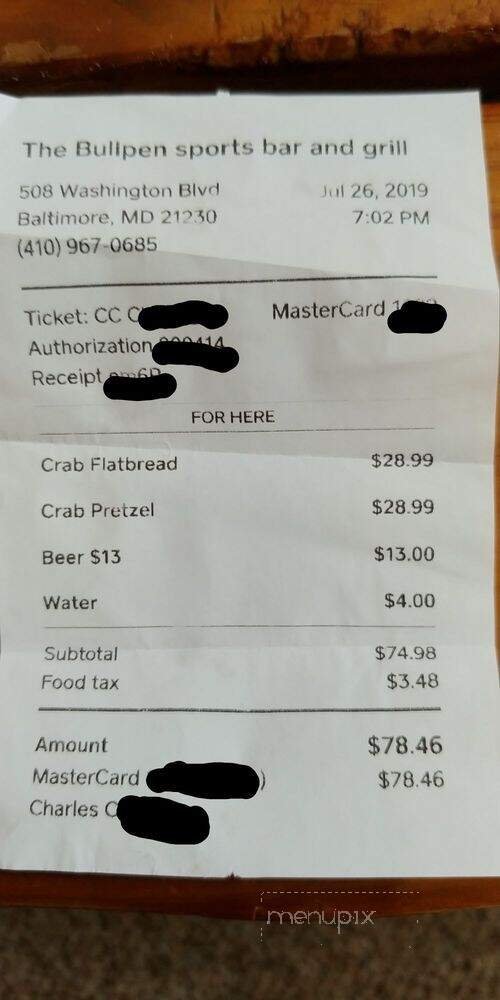 The Bullpen sports bar and grill
508 Washington Blvd Jul 26, 2019
Baltimore, MD 21230 7:02 PM
(410) 967-0685
Ticket: CC MasterCard
Authorization
Receipt
FOR HERE
Crab Flatbread $28.99
Crab Pretzel $28.99
Beer $13 $13.00
Water $4.00
Subtotal $74.98
Food tax $3.48
Amount $78.46
MasterCard ) $78.46
Charles C
menupix